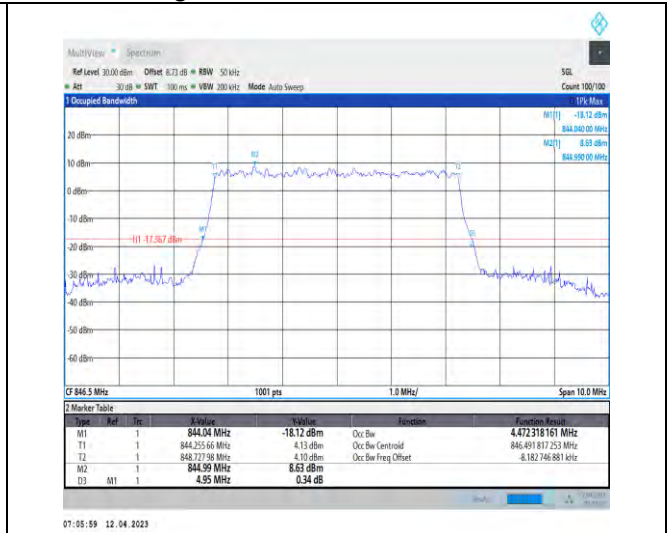 MultiView Spectrum
Ref Level 30.00 dBm Offset 8.73 dB RBW 50 kHz SGL
Att 30 dB SWT 100 ms VBW 200 kHz Mode Auto Sweep Count 100/100
1 Occupied Bandwidth 1Pk Max
M1[1] -18.12 dBm
844.040 00 MHz
M2[1] 8.63 dBm
844.990 00 MHz
20 dBm
M2
10 dBm
T1 T2
0 dBm
-10 dBm
M1
H1 -17.367 dBm
-20 dBm
-30 dBm
-40 dBm
-50 dBm
-60 dBm
CF 846.5 MHz 1001 pts 1.0 MHz/ Span 10.0 MHz
2 Marker Table
Type Ref Trc X-Value Y-Value Function Function Result
M1 1 844.04 MHz -18.12 dBm Occ Bw 4.472 318 161 MHz
T1 1 844.255 66 MHz 4.13 dBm Occ Bw Centroid 846.491 817 253 MHz
T2 1 848.727 98 MHz 4.10 dBm Occ Bw Freq Offset -8.182 746 881 kHz
M2 1 844.99 MHz 8.63 dBm
D3 M1 1 4.95 MHz 0.34 dB
07:05:59 12.04.2023